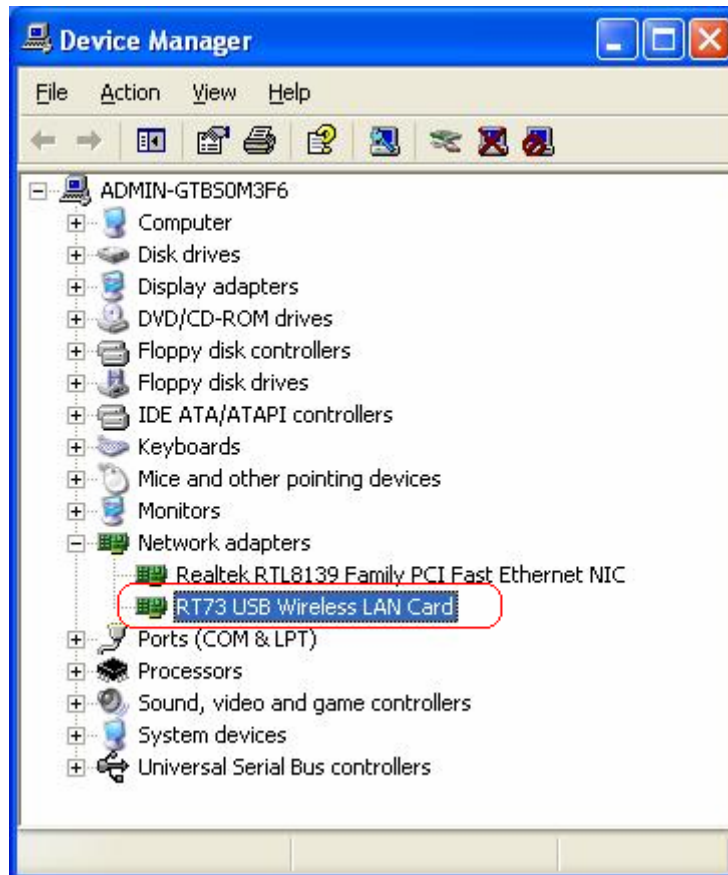 Device Manager
File Action View Help
ADMIN-GTBS0M3F6
Computer
Disk drives
Display adapters
DVD/CD-ROM drives
Floppy disk controllers
Floppy disk drives
IDE ATA/ATAPI controllers
Keyboards
Mice and other pointing devices
Monitors
Network adapters
Realtek RTL8139 Family PCI Fast Ethernet NIC
RT73 USB Wireless LAN Card
Ports (COM & LPT)
Processors
Sound, video and game controllers
System devices
Universal Serial Bus controllers